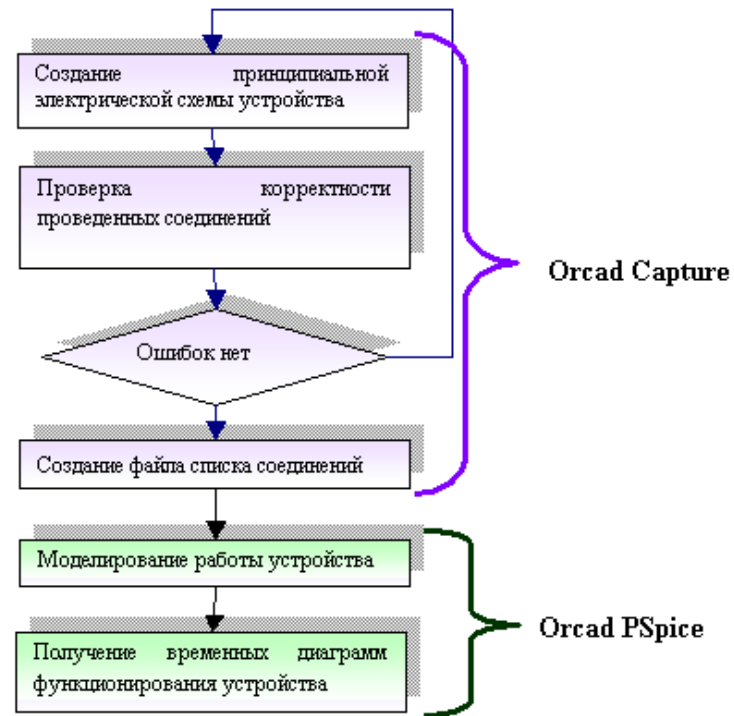 Создание принципиальной
электрической схемы устройства
Проверка корректности
проведенных соединений
Orcad Capture
Ошибок нет
Создание файла списка соединений
Моделирование работы устройства
Orcad PSpice
Получение временных диаграмм
функционирования устройства